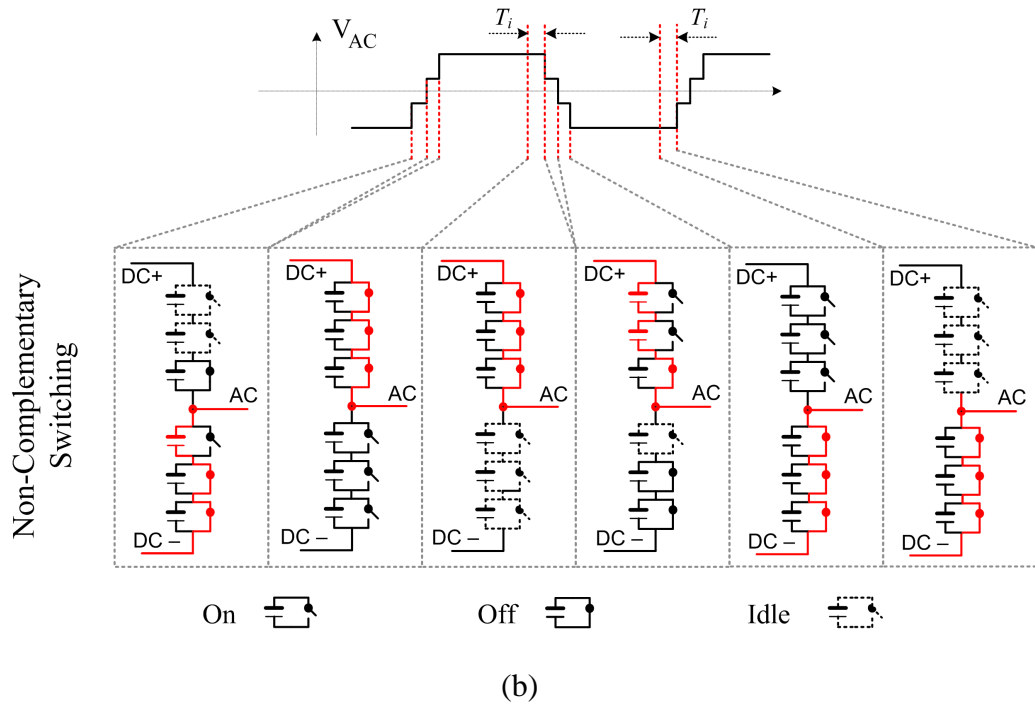 V_AC
T_i
T_i
Non-Complementary
Switching
DC+
DC+
DC+
DC+
DC+
DC+
AC
AC
AC
AC
AC
AC
DC –
DC –
DC –
DC –
DC –
DC –
On
Off
Idle
(b)